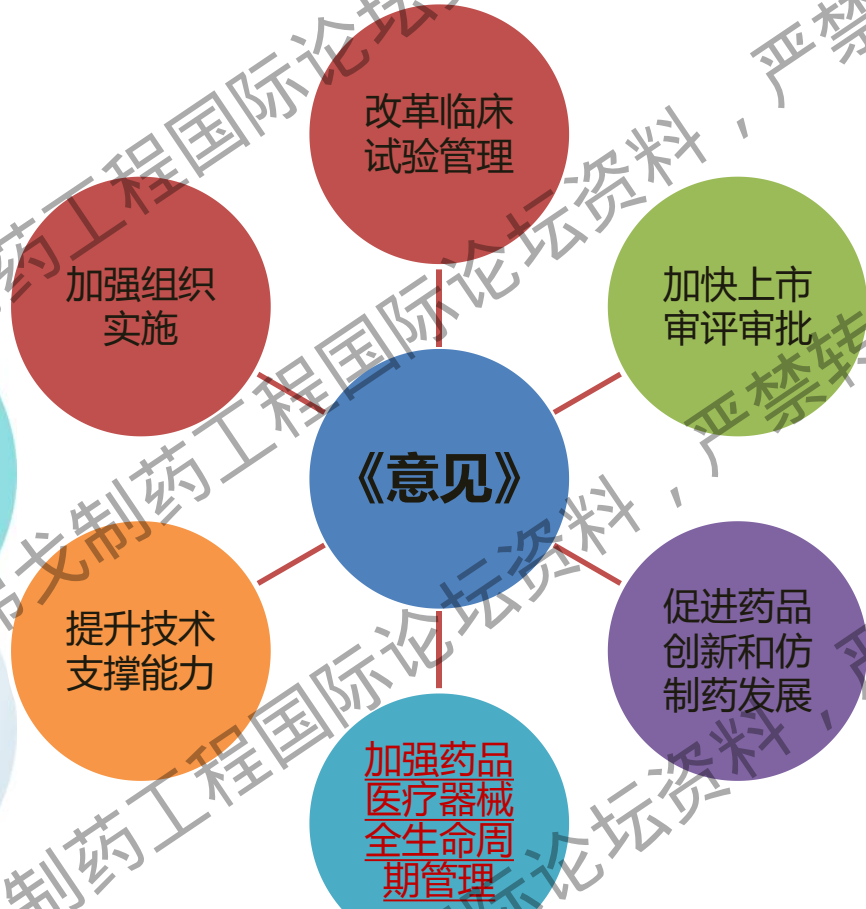 改革临床
试验管理
加快上市
审评审批
促进药品
创新和仿
制药发展
加强药品
医疗器械
全生命周
期管理
提升技术
支撑能力
加强组织
实施
《意见》
药工程国际论坛
弗戈制药工程国际论坛资料，严禁
制药工程国际论坛资料，严禁转
国际论坛资料，严